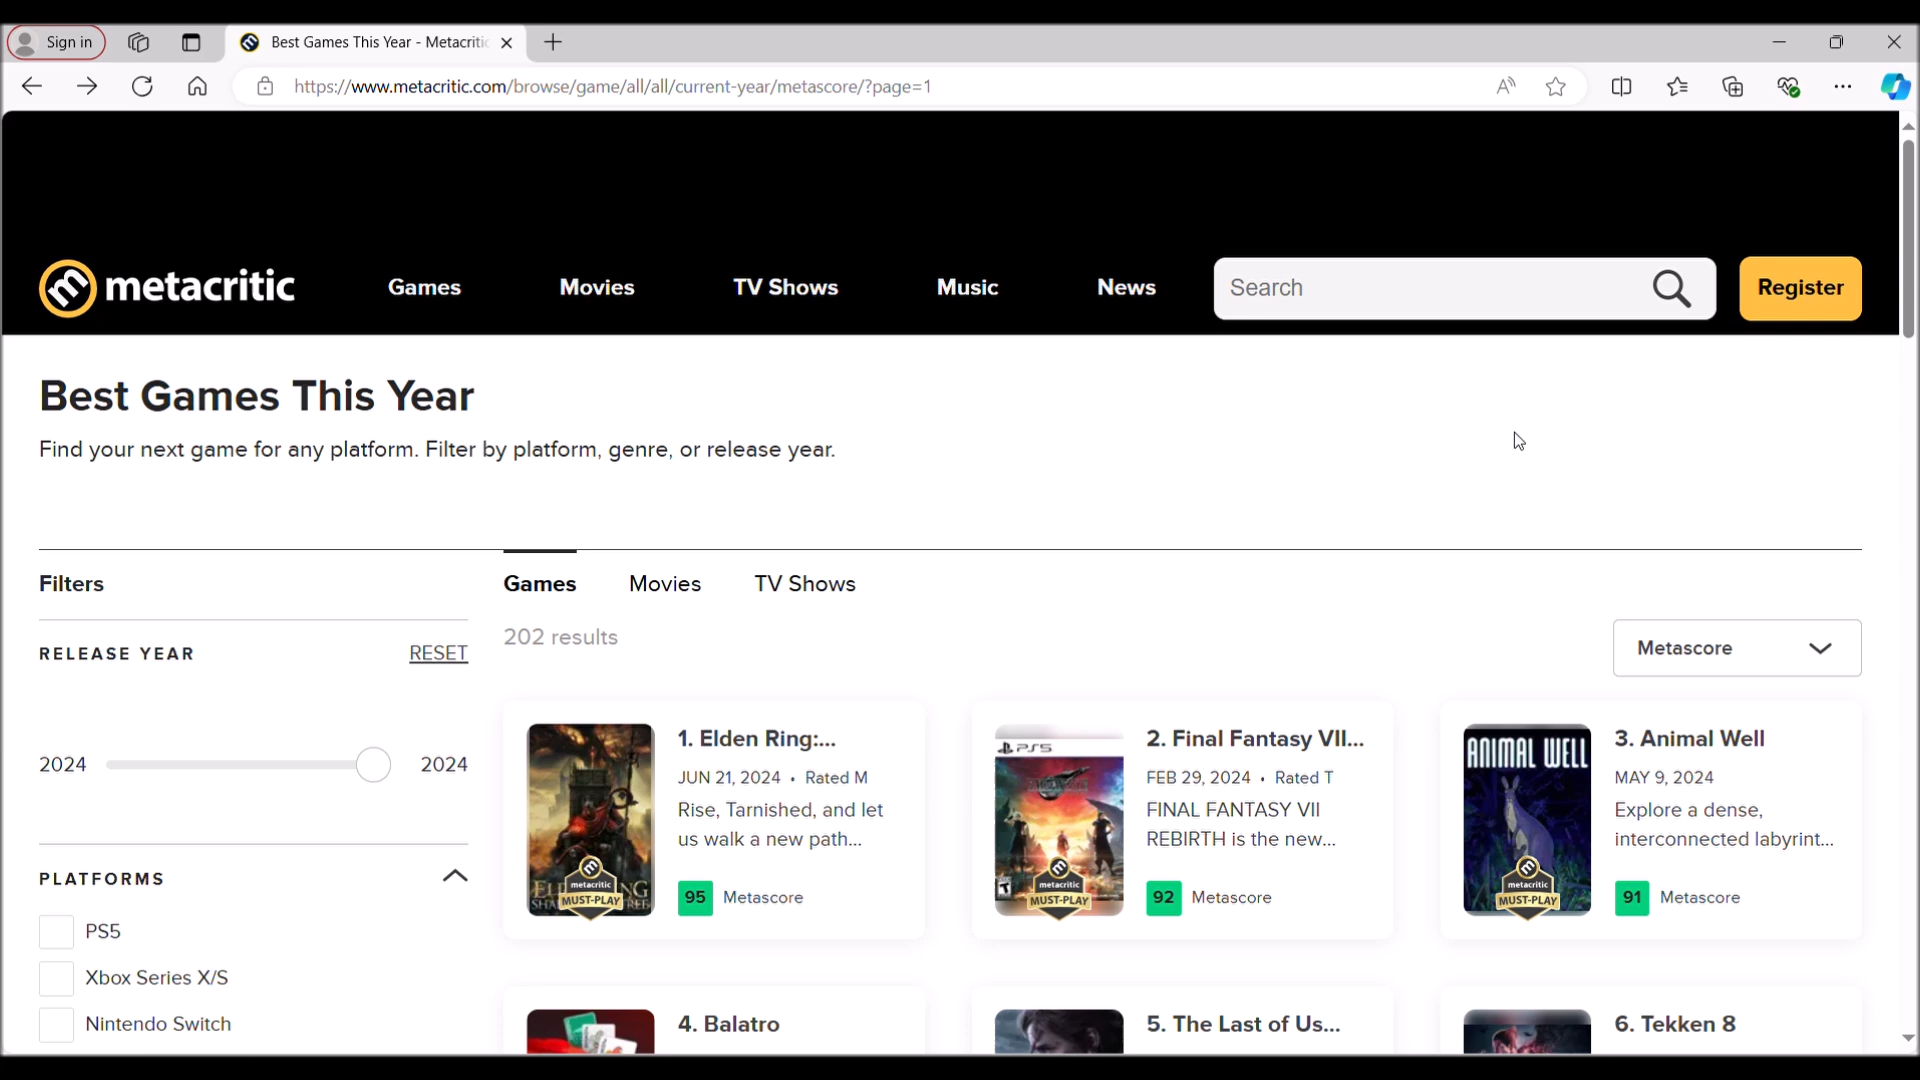 Sign in
Best Games This Year - Metacritic
https://www.metacritic.com/browse/game/all/all/current-year/metascore/?page=1
metacritic
Games
Movies
TV Shows
Music
News
Search
Register
Best Games This Year
Find your next game for any platform. Filter by platform, genre, or release year.
Filters
RELEASE YEAR
RESET
2024
2024
PLATFORMS
PS5
Xbox Series X/S
Nintendo Switch
Games
Movies
TV Shows
202 results
Metascore
metacritic
MUST-PLAY
1. Elden Ring:...
JUN 21, 2024 • Rated M
Rise, Tarnished, and let
us walk a new path...
95 Metascore
PS5
metacritic
MUST-PLAY
2. Final Fantasy VII...
FEB 29, 2024 • Rated T
FINAL FANTASY VII
REBIRTH is the new...
92 Metascore
ANIMAL WELL
metacritic
MUST-PLAY
3. Animal Well
MAY 9, 2024
Explore a dense,
interconnected labyrint...
91 Metascore
4. Balatro
5. The Last of Us...
6. Tekken 8